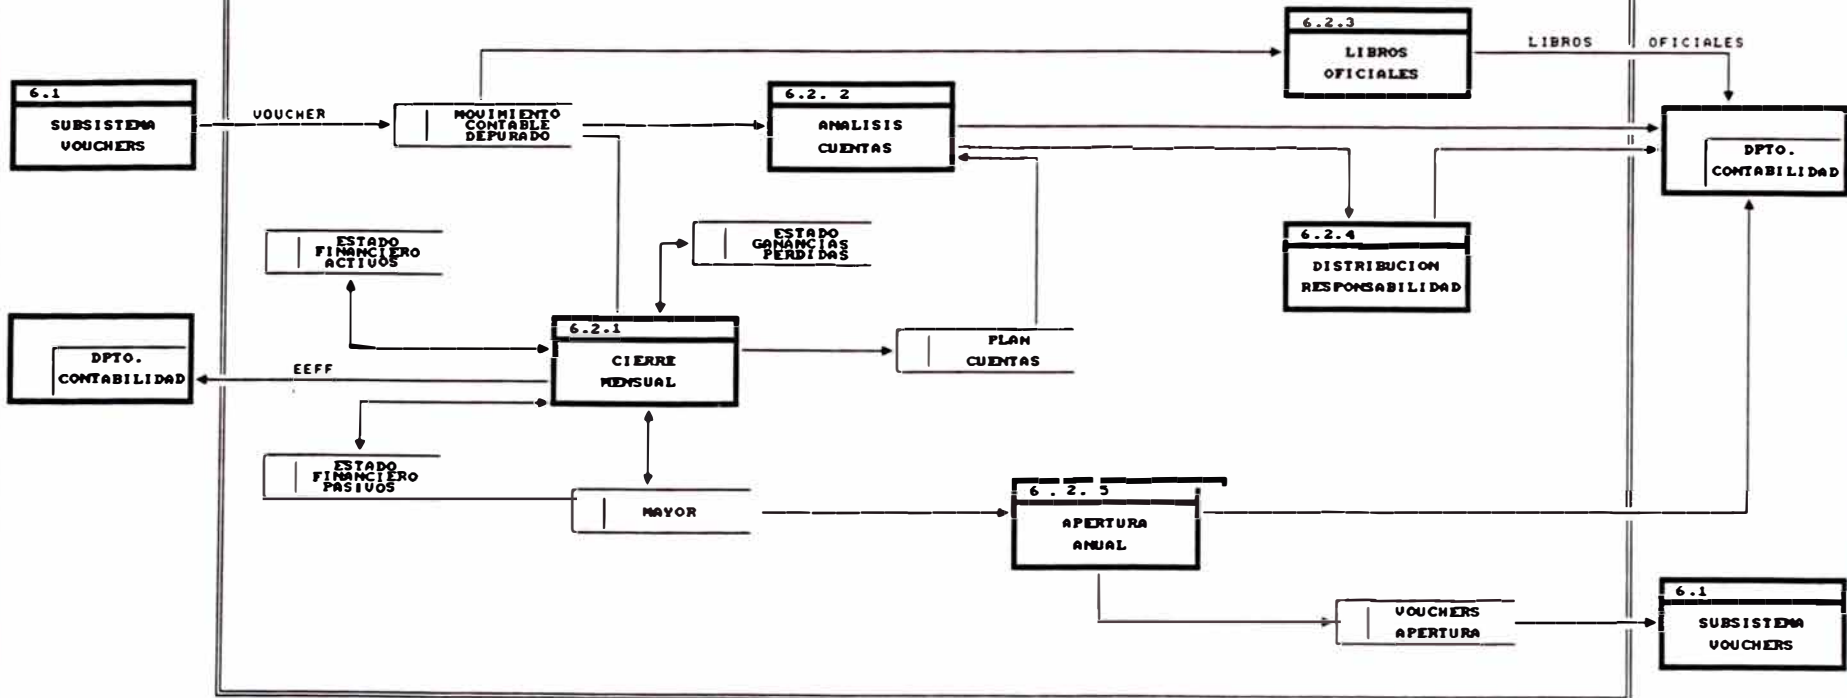 6.2.3
LIBROS
OFICIALES
LIBROS OFICIALES
6.1
SUBSISTEMA
VOUCHERS
VOUCHER
MOVIMIENTO
CONTABLE
DEPURADO
6.2. 2
ANALISIS
CUENTAS
DPTO.
CONTABILIDAD
ESTADO
FINANCIERO
ACTIVOS
ESTADO
GANANCIAS
PERDIDAS
6.2.4
DISTRIBUCION
RESPONSABILIDAD
DPTO.
CONTABILIDAD
EEFF
6.2.1
CIERRE
MENSUAL
PLAN
CUENTAS
ESTADO
FINANCIERO
PASIVOS
MAYOR
6 . 2. 5
APERTURA
ANUAL
VOUCHERS
APERTURA
6.1
SUBSISTEMA
VOUCHERS